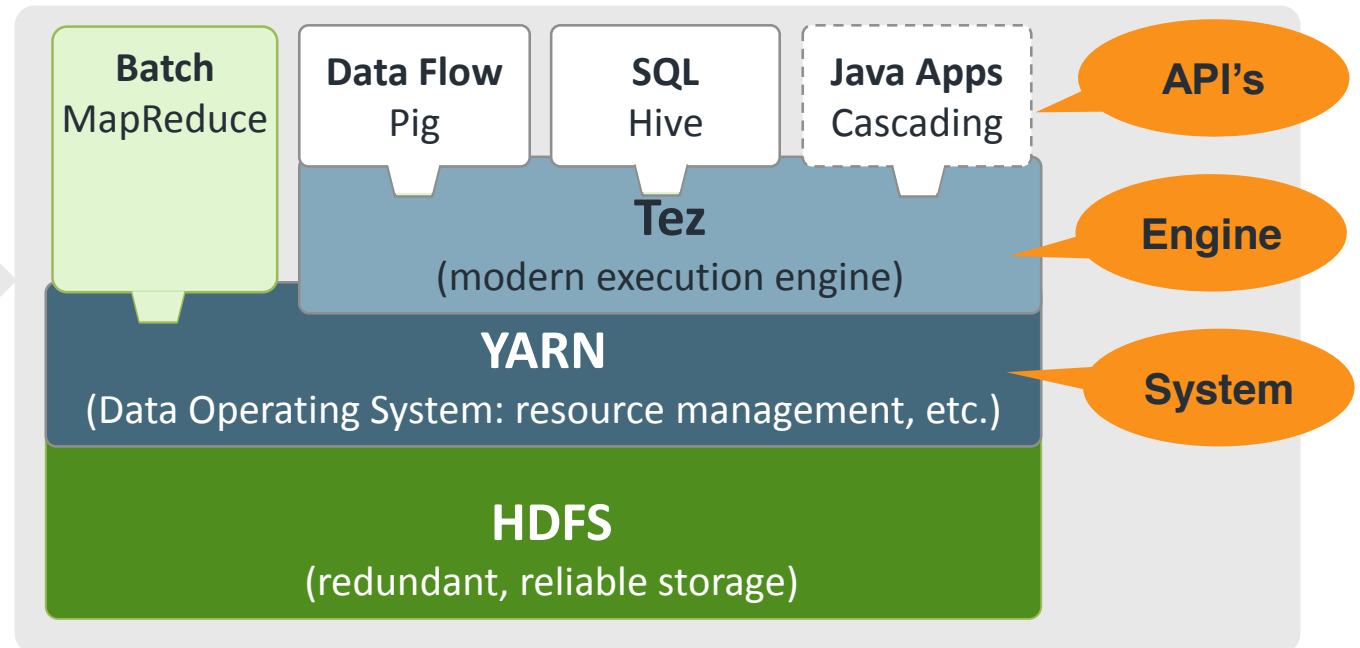 Batch
MapReduce
Data Flow
Pig
SQL
Hive
Java Apps
Cascading
API's
Tez
(modern execution engine)
Engine
YARN
(Data Operating System: resource management, etc.)
System
HDFS
(redundant, reliable storage)